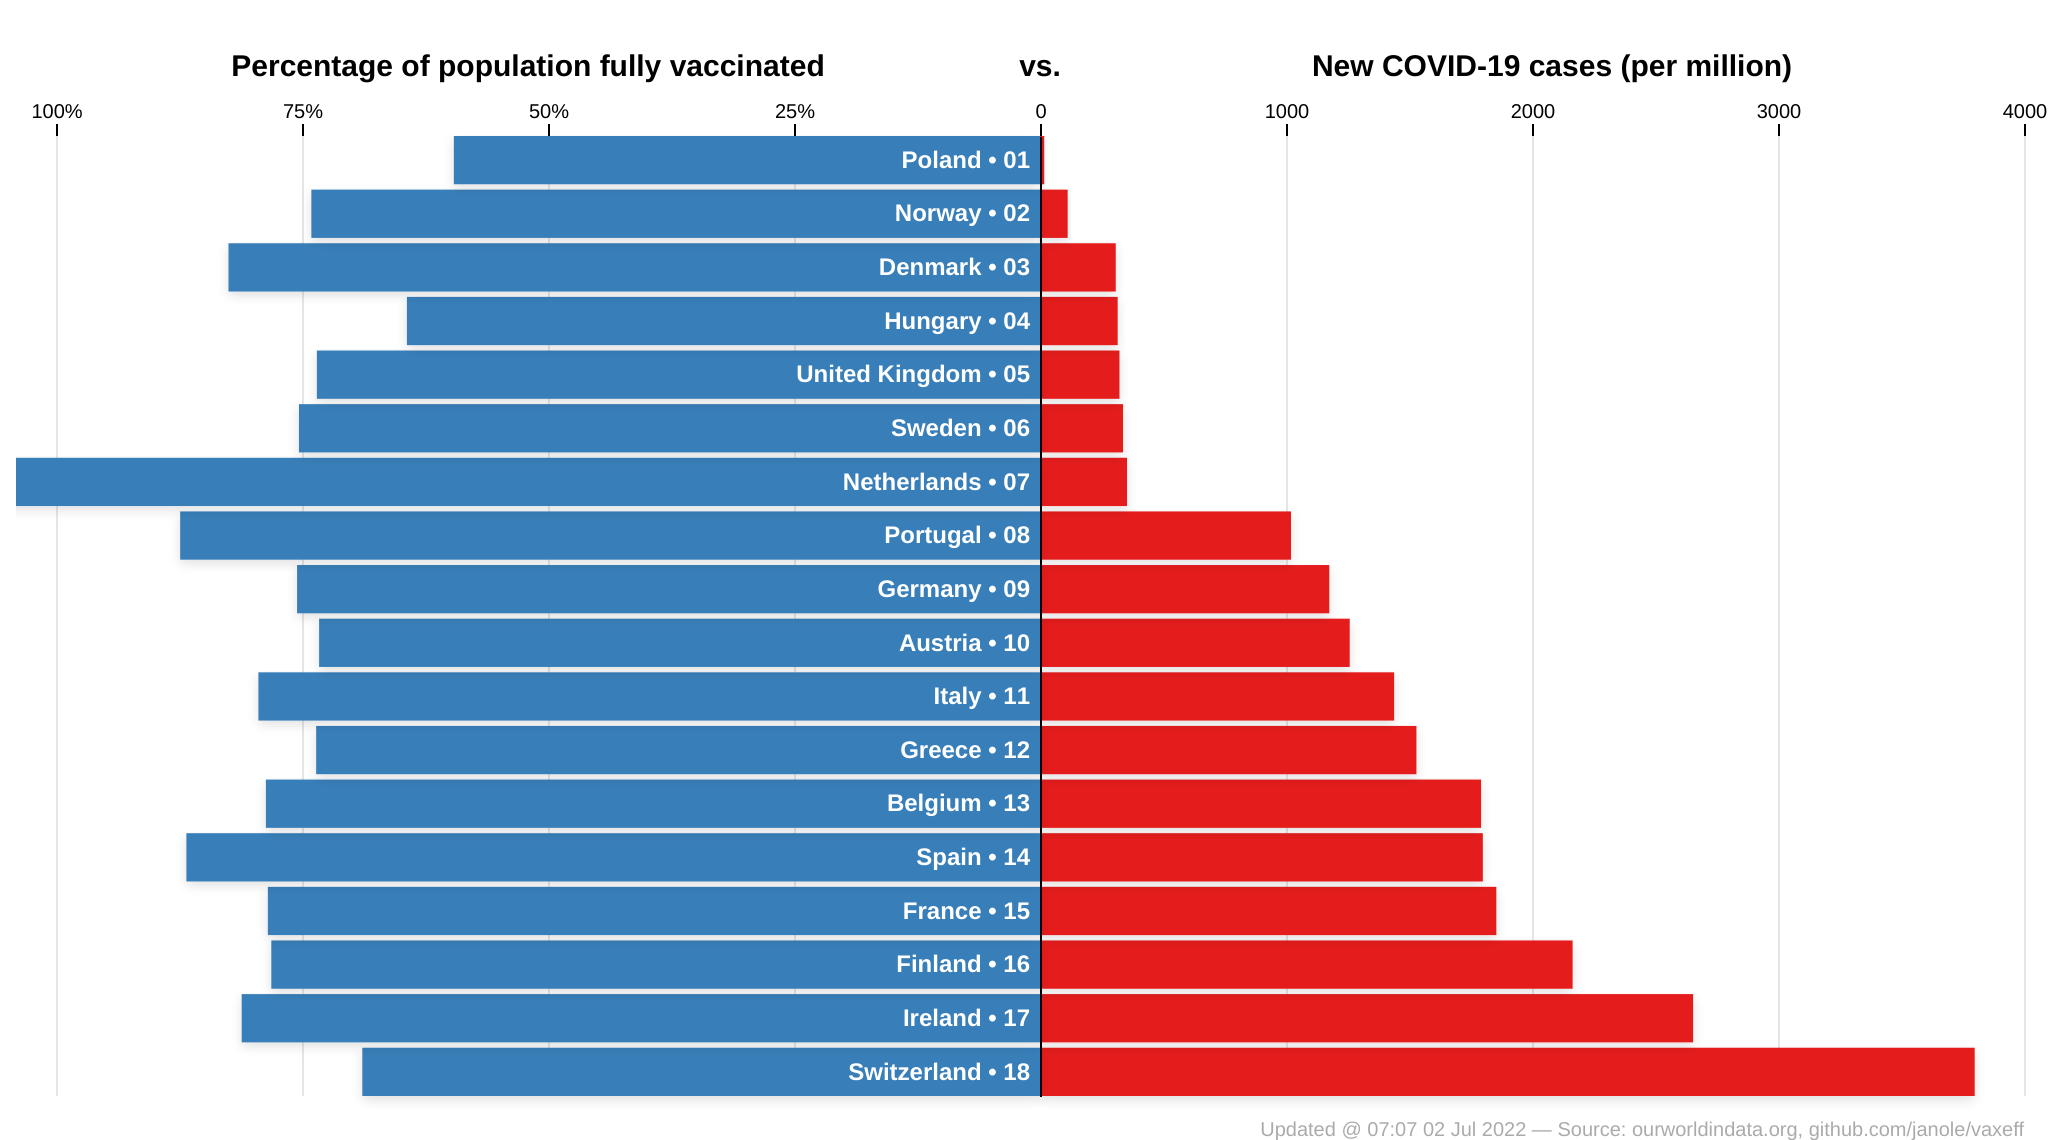 Percentage of population fully vaccinated vs. New COVID-19 cases (per million)
100% 75% 50% 25% 0 1000 2000 3000 4000
Poland • 01
Norway • 02
Denmark • 03
Hungary • 04
United Kingdom • 05
Sweden • 06
Netherlands • 07
Portugal • 08
Germany • 09
Austria • 10
Italy • 11
Greece • 12
Belgium • 13
Spain • 14
France • 15
Finland • 16
Ireland • 17
Switzerland • 18
Updated @ 07:07 02 Jul 2022 — Source: ourworldindata.org, github.com/janole/vaxeff